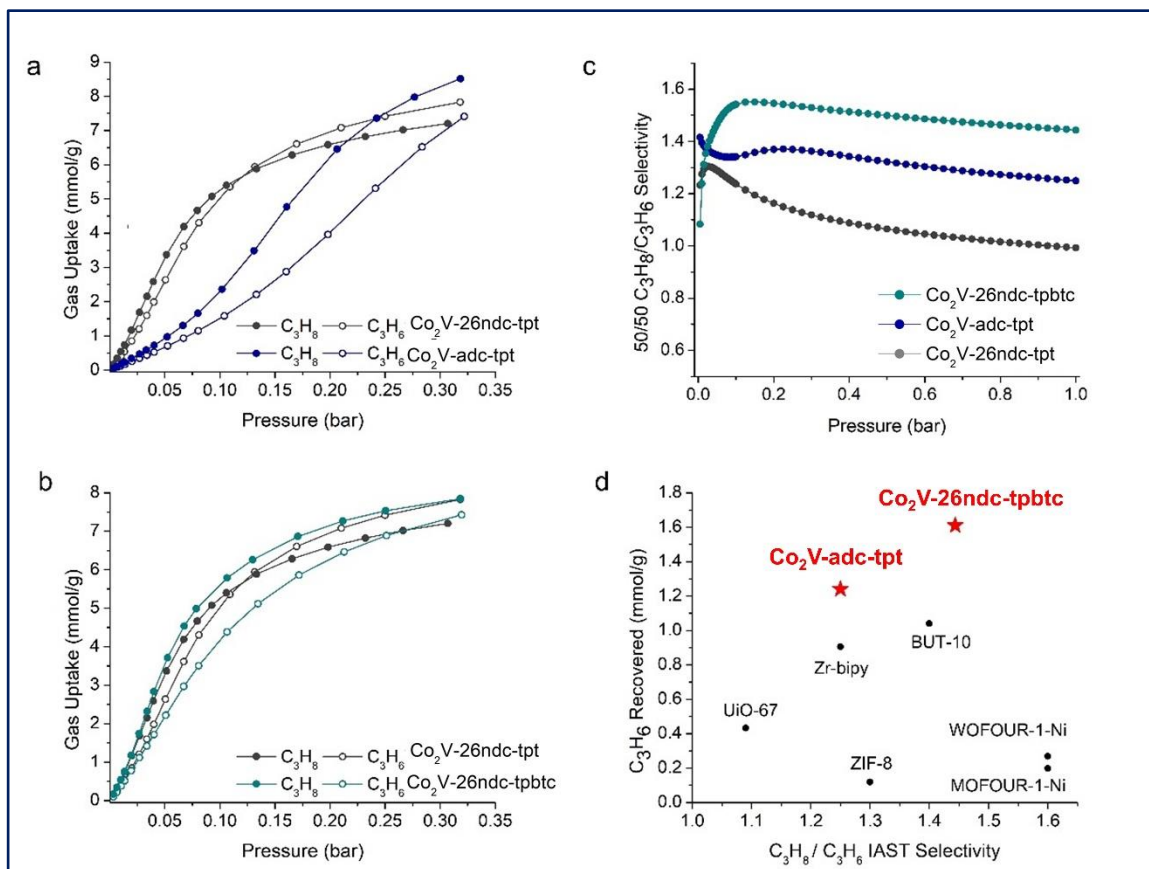 a
Gas Uptake (mmol/g)
9
8
7
6
5
4
3
2
1
0
C₃H₈ C₃H₆ Co₂V-26ndc-tpt
C₃H₈ C₃H₆ Co₂V-adc-tpt
0.05 0.10 0.15 0.20 0.25 0.30 0.35
Pressure (bar)
c
50/50 C₃H₈/C₃H₆ Selectivity
1.6
1.4
1.2
1.0
0.8
0.6
Co₂V-26ndc-tpbtc
Co₂V-adc-tpt
Co₂V-26ndc-tpt
0.0 0.2 0.4 0.6 0.8 1.0
Pressure (bar)
b
Gas Uptake (mmol/g)
8
7
6
5
4
3
2
1
0
C₃H₈ C₃H₆ Co₂V-26ndc-tpt
C₃H₈ C₃H₆ Co₂V-26ndc-tpbtc
0.05 0.10 0.15 0.20 0.25 0.30 0.35
Pressure (bar)
d
C₃H₆ Recovered (mmol/g)
1.8
1.6
1.4
1.2
1.0
0.8
0.6
0.4
0.2
0.0
Co₂V-26ndc-tpbtc
Co₂V-adc-tpt
BUT-10
Zr-bipy
UiO-67
WOFOUR-1-Ni
ZIF-8
MOFOUR-1-Ni
1.0 1.1 1.2 1.3 1.4 1.5 1.6
C₃H₈ / C₃H₆ IAST Selectivity